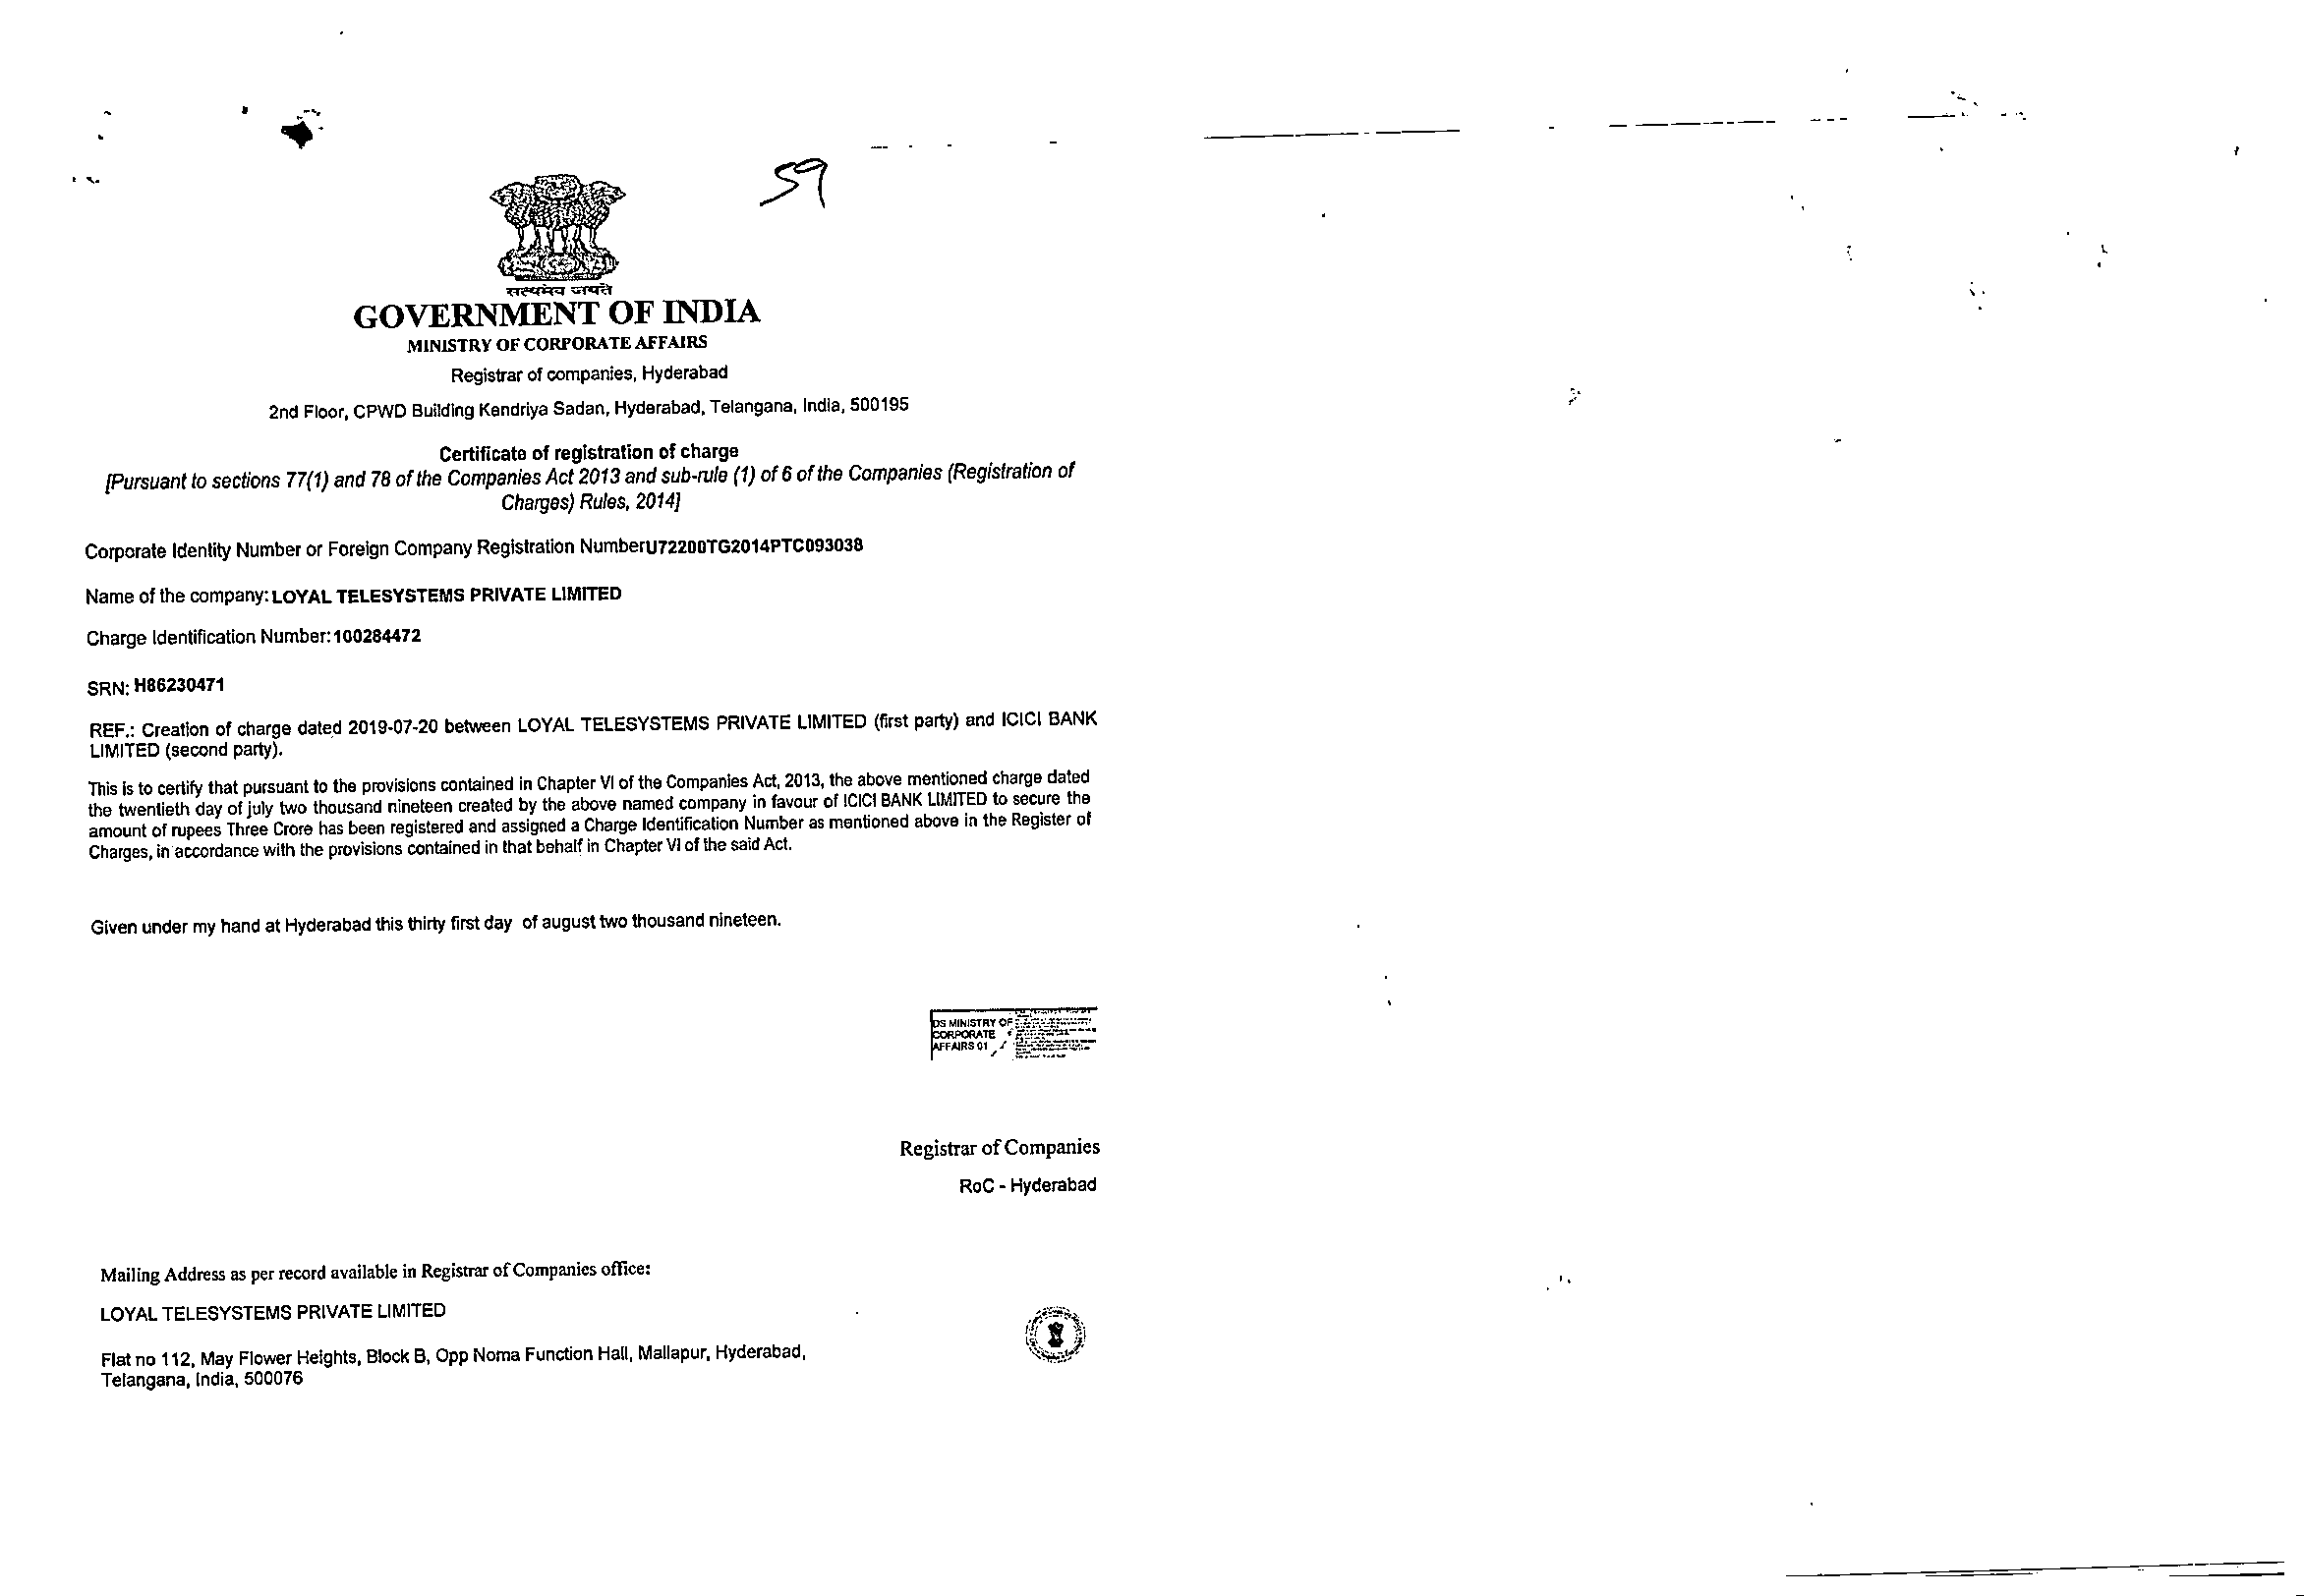 59
सत्यमेव जयते
GOVERNMENT OF INDIA
MINISTRY OF CORPORATE AFFAIRS
Registrar of companies, Hyderabad
2nd Floor, CPWD Building Kendriya Sadan, Hyderabad, Telangana, India, 500195
Certificate of registration of charge
[Pursuant to sections 77(1) and 78 of the Companies Act 2013 and sub-rule (1) of 6 of the Companies (Registration of
Charges) Rules, 2014]
Corporate Identity Number or Foreign Company Registration NumberU72200TG2014PTC093038
Name of the company: LOYAL TELESYSTEMS PRIVATE LIMITED
Charge Identification Number:100284472
SRN: H86230471
REF.: Creation of charge dated 2019-07-20 between LOYAL TELESYSTEMS PRIVATE LIMITED (first party) and ICICI BANK
LIMITED (second party).
This is to certify that pursuant to the provisions contained in Chapter VI of the Companies Act, 2013, the above mentioned charge dated
the twentieth day of july two thousand nineteen created by the above named company in favour of ICICI BANK LIMITED to secure the
amount of rupees Three Crore has been registered and assigned a Charge Identification Number as mentioned above in the Register of
Charges, in accordance with the provisions contained in that behalf in Chapter VI of the said Act.
Given under my hand at Hyderabad this thirty first day of august two thousand nineteen.
DS MINISTRY OF
CORPORATE
AFFAIRS 01
Registrar of Companies
RoC - Hyderabad
Mailing Address as per record available in Registrar of Companies office:
LOYAL TELESYSTEMS PRIVATE LIMITED
Flat no 112, May Flower Heights, Block B, Opp Noma Function Hall, Mallapur, Hyderabad,
Telangana, India, 500076